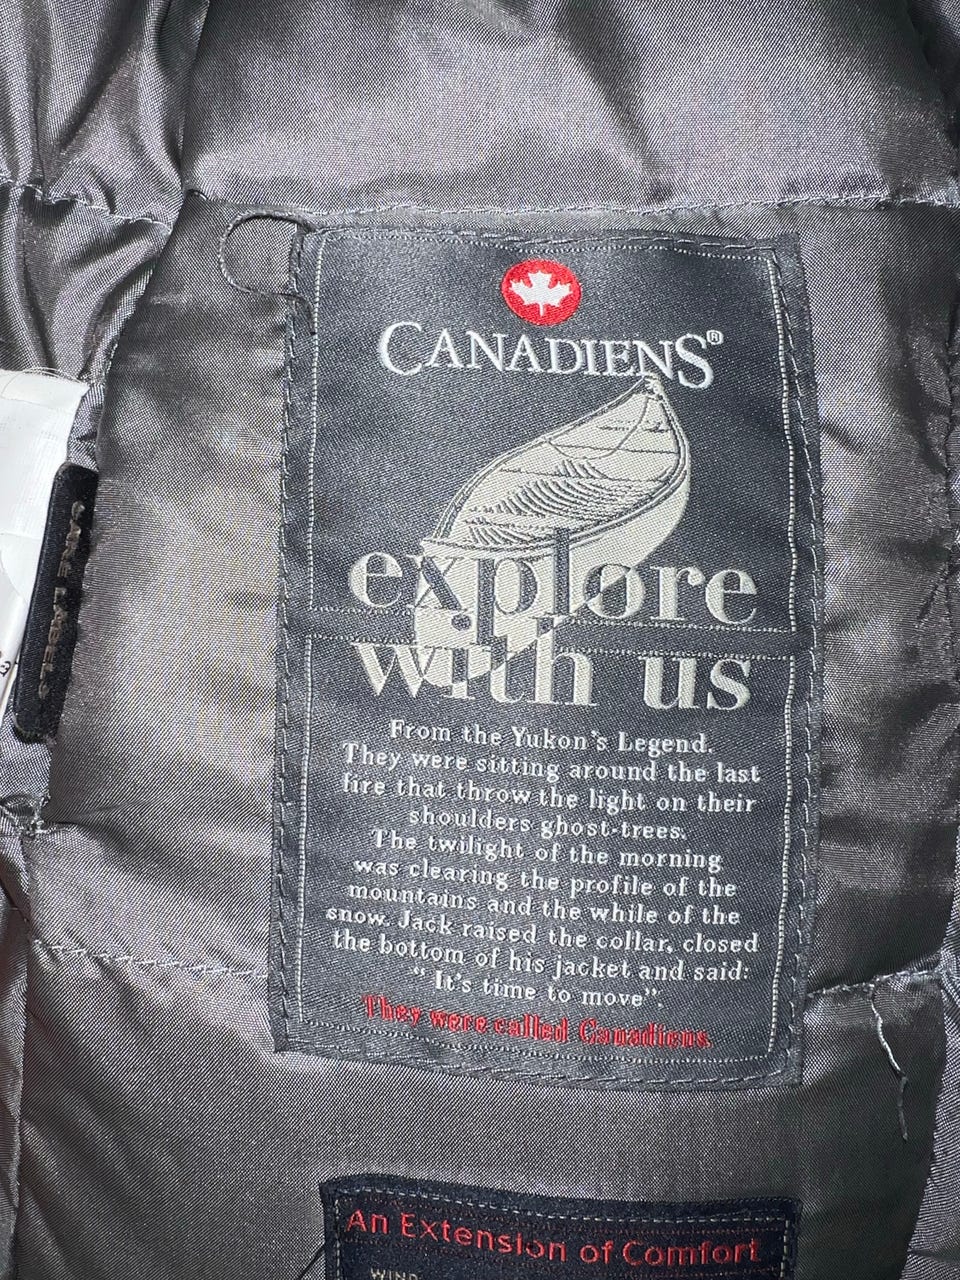 CANADIENS®
explore
with us
From the Yukon's Legend.
They were sitting around the last
fire that throw the light on their
shoulders ghost-trees.
The twilight of the morning
was clearing the profile of the
mountains and the while of the
snow. Jack raised the collar, closed
the bottom of his jacket and said:
“ It's time to move”.
They were called Canadiens
CARE LABELS
An Extension of Comfort
WIND